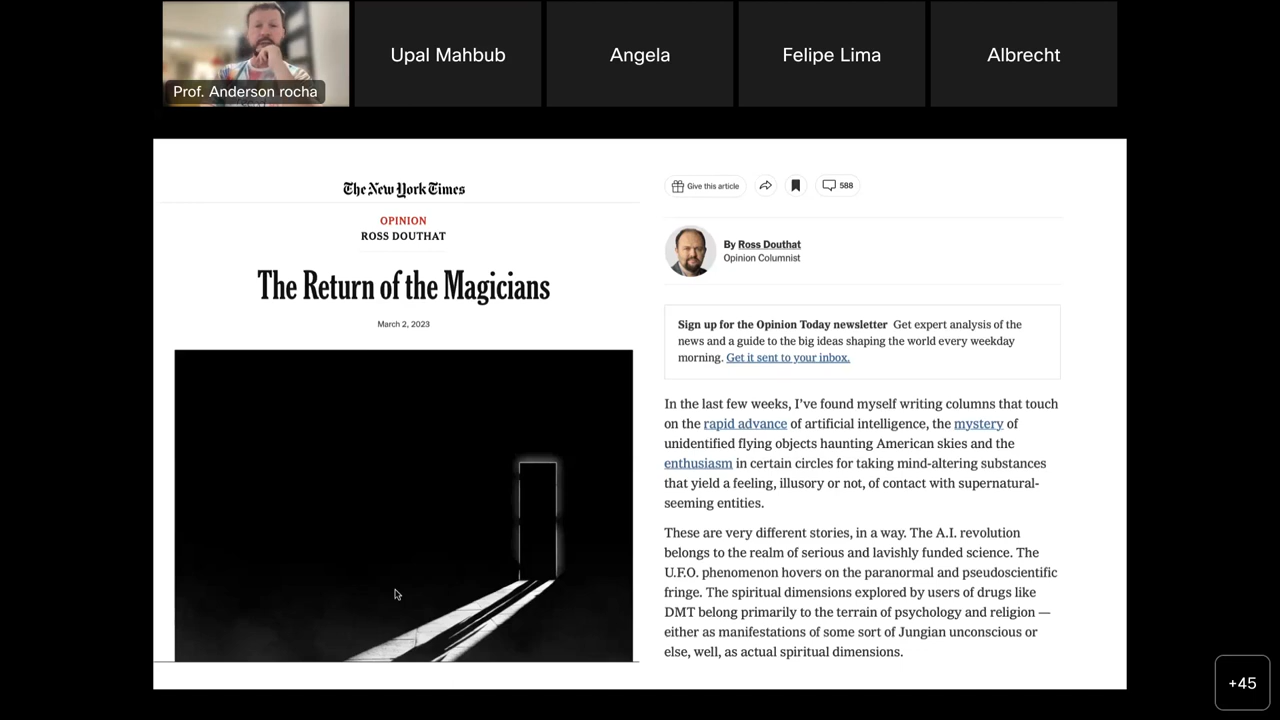 Prof. Anderson rocha
Upal Mahbub
Angela
Felipe Lima
Albrecht
The New York Times
OPINION
ROSS DOUTHAT
The Return of the Magicians
March 2, 2023
Give this article
588
By Ross Douthat
Opinion Columnist
Sign up for the Opinion Today newsletter Get expert analysis of the
news and a guide to the big ideas shaping the world every weekday
morning. Get it sent to your inbox.
In the last few weeks, I’ve found myself writing columns that touch
on the rapid advance of artificial intelligence, the mystery of
unidentified flying objects haunting American skies and the
enthusiasm in certain circles for taking mind-altering substances
that yield a feeling, illusory or not, of contact with supernatural-
seeming entities.
These are very different stories, in a way. The A.I. revolution
belongs to the realm of serious and lavishly funded science. The
U.F.O. phenomenon hovers on the paranormal and pseudoscientific
fringe. The spiritual dimensions explored by users of drugs like
DMT belong primarily to the terrain of psychology and religion —
either as manifestations of some sort of Jungian unconscious or
else, well, as actual spiritual dimensions.
+45